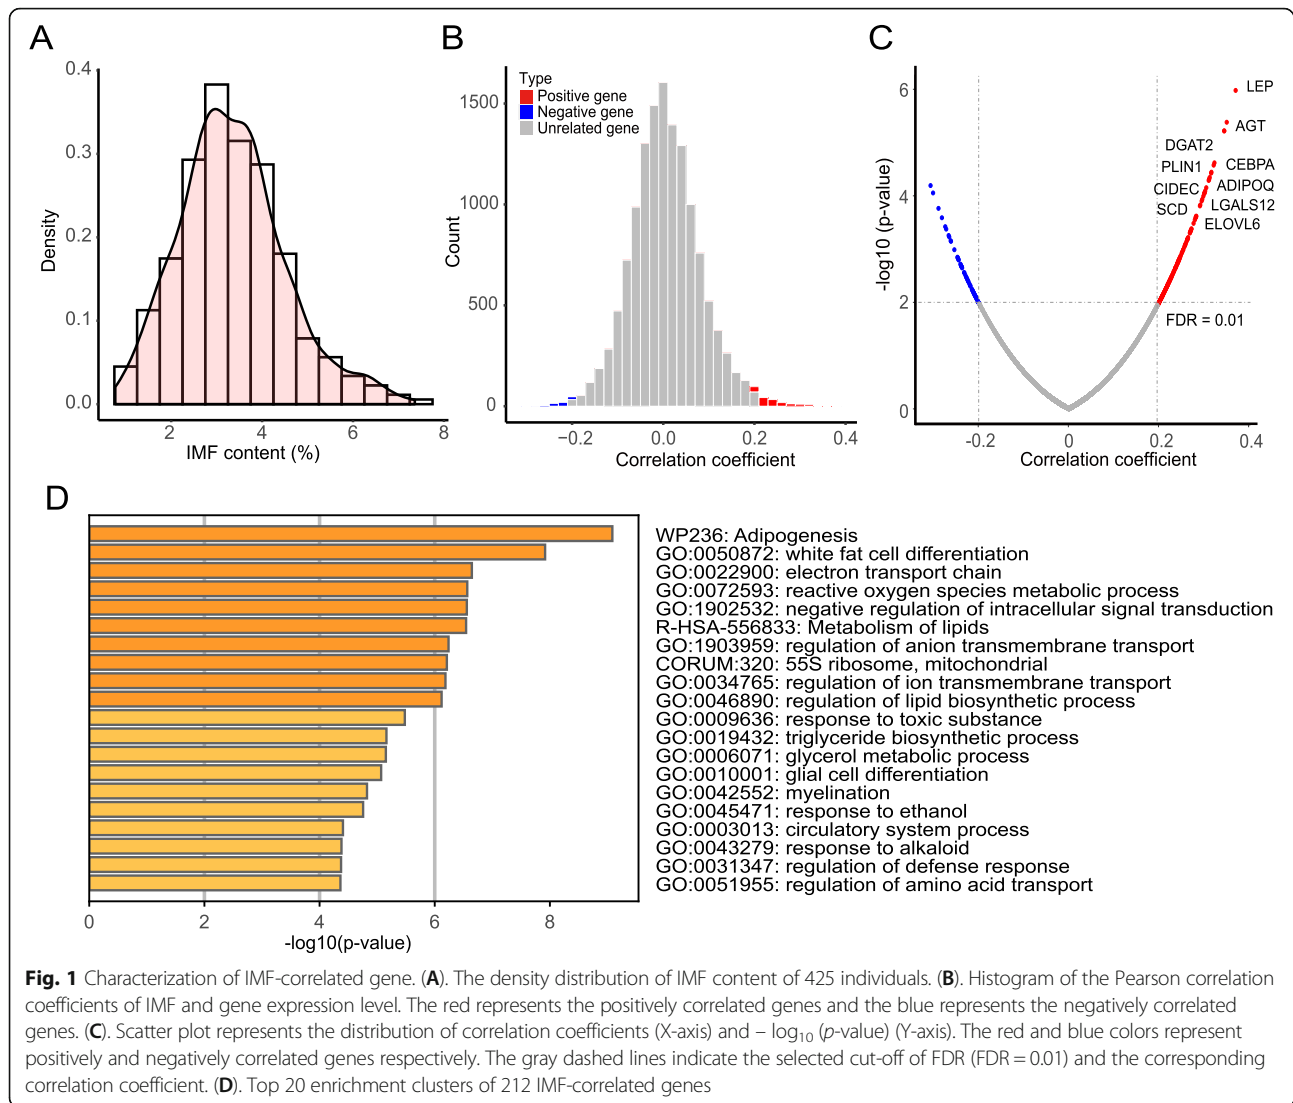 A
0.4
0.3
0.2
0.1
0.0
Density
2
4
6
8
IMF content (%)
B
Type
Positive gene
Negative gene
Unrelated gene
1500
1000
500
0
Count
−0.2
0.0
0.2
0.4
Correlation coefficient
C
6
4
2
0
-log10 (p-value)
LEP
AGT
DGAT2
PLIN1
CEBPA
CIDEC
ADIPOQ
SCD
LGALS12
ELOVL6
FDR = 0.01
-0.2
0
0.2
0.4
Correlation coefficient
D
WP236: Adipogenesis
GO:0050872: white fat cell differentiation
GO:0022900: electron transport chain
GO:0072593: reactive oxygen species metabolic process
GO:1902532: negative regulation of intracellular signal transduction
R-HSA-556833: Metabolism of lipids
GO:1903959: regulation of anion transmembrane transport
CORUM:320: 55S ribosome, mitochondrial
GO:0034765: regulation of ion transmembrane transport
GO:0046890: regulation of lipid biosynthetic process
GO:0009636: response to toxic substance
GO:0019432: triglyceride biosynthetic process
GO:0006071: glycerol metabolic process
GO:0010001: glial cell differentiation
GO:0042552: myelination
GO:0045471: response to ethanol
GO:0003013: circulatory system process
GO:0043279: response to alkaloid
GO:0031347: regulation of defense response
GO:0051955: regulation of amino acid transport
0
2
4
6
8
-log10(p-value)
Fig. 1 Characterization of IMF-correlated gene. (A). The density distribution of IMF content of 425 individuals. (B). Histogram of the Pearson correlation
coefficients of IMF and gene expression level. The red represents the positively correlated genes and the blue represents the negatively correlated
genes. (C). Scatter plot represents the distribution of correlation coefficients (X-axis) and – log10 (p-value) (Y-axis). The red and blue colors represent
positively and negatively correlated genes respectively. The gray dashed lines indicate the selected cut-off of FDR (FDR = 0.01) and the corresponding
correlation coefficient. (D). Top 20 enrichment clusters of 212 IMF-correlated genes